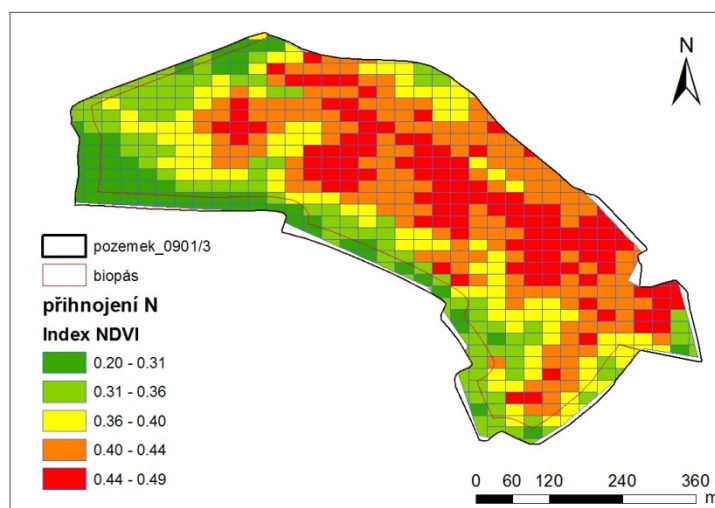 N
pozemek_0901/3
biopás
přihnojení N
Index NDVI
0.20 - 0.31
0.31 - 0.36
0.36 - 0.40
0.40 - 0.44
0.44 - 0.49
0 60 120 240 360
m